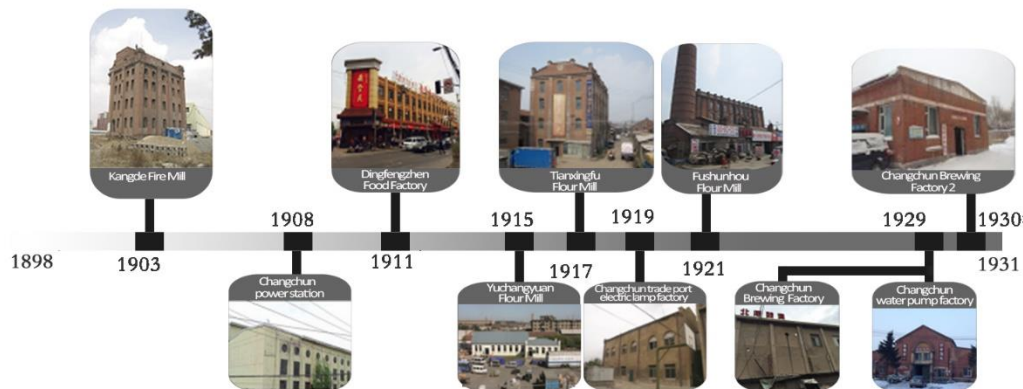 Kangde Fire Mill
Dingfengzhen
Food Factory
Tianxingfu
Flour Mill
Fushunhou
Flour Mill
Changchun Brewing
Factory 2
1908
1915
1919
1929
1930s
1898
1903
1911
1917
1921
1931
Changchun
power station
Yuchangyuan
Flour Mill
Changchun trade port
electric lamp factory
Changchun
Brewing Factory
Changchun
water pump factory